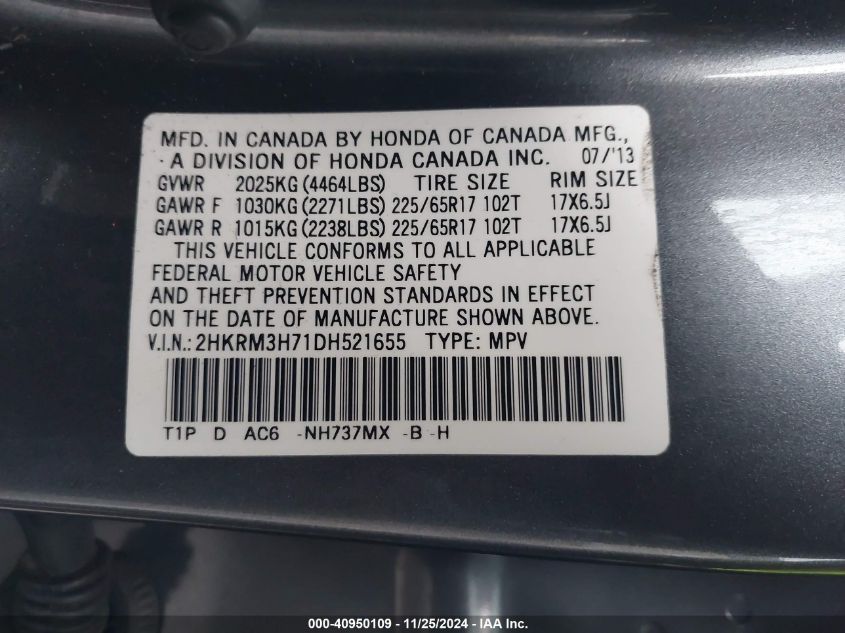 MFD. IN CANADA BY HONDA OF CANADA MFG.,
A DIVISION OF HONDA CANADA INC. 07/'13
GVWR 2025KG (4464LBS) TIRE SIZE RIM SIZE
GAWR F 1030KG (2271LBS) 225/65R17 102T 17X6.5J
GAWR R 1015KG (2238LBS) 225/65R17 102T 17X6.5J
THIS VEHICLE CONFORMS TO ALL APPLICABLE
FEDERAL MOTOR VEHICLE SAFETY
AND THEFT PREVENTION STANDARDS IN EFFECT
ON THE DATE OF MANUFACTURE SHOWN ABOVE.
V.I.N.: 2HKRM3H71DH521655 TYPE: MPV
T1P D AC6 -NH737MX -B -H
000-40950109 - 11/25/2024 - IAA Inc.